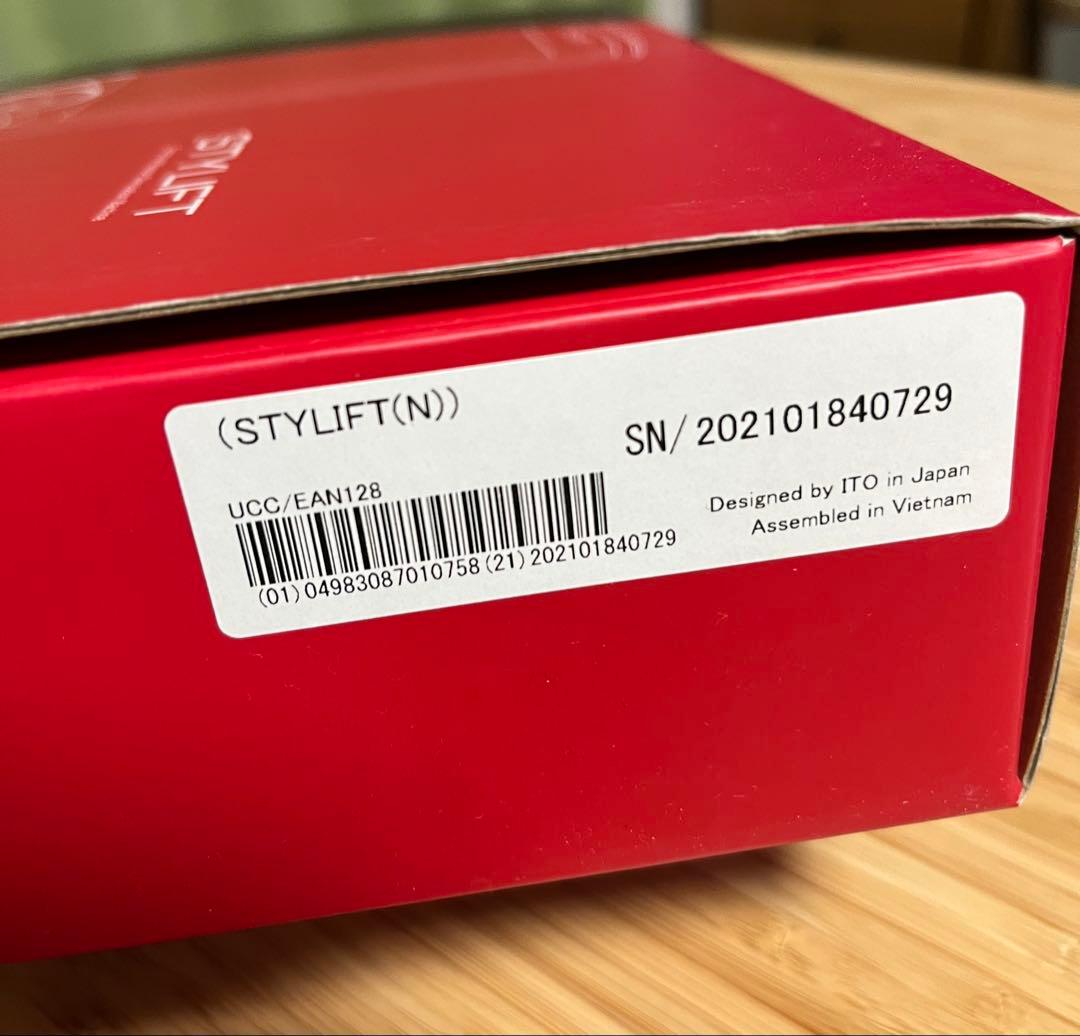 STYLIFT
(STYLIFT(N))
SN/202101840729
UCC/EAN128
(01)04983087010758(21)202101840729
Designed by ITO in Japan
Assembled in Vietnam